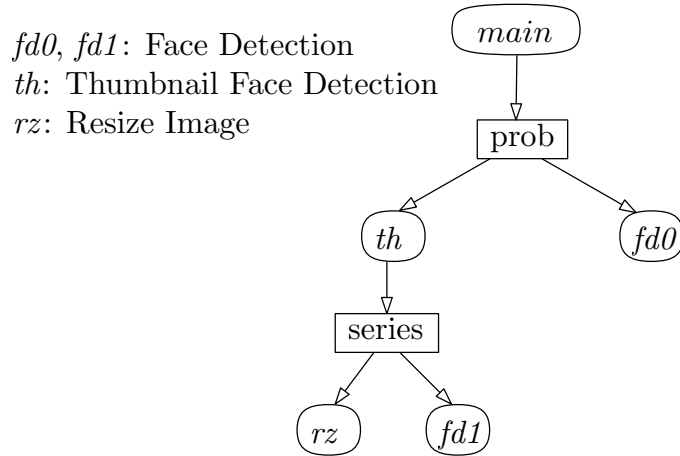 fd0, fd1: Face Detection
th: Thumbnail Face Detection
rz: Resize Image
main
prob
th
fd0
series
rz
fd1